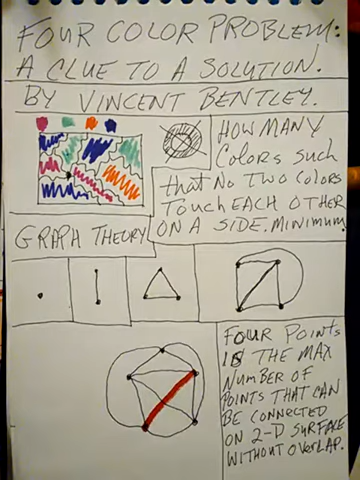 FOUR COLOR PROBLEM:
A CLUE TO A SOLUTION.
BY VINCENT BENTLEY.
HOW MANY
COLORS SUCH
that NO TWO COLORS
TOUCH EACH OTHER
ON A SIDE, MINIMUM.
GRAPH THEORY
FOUR POINTS
IS THE MAX
NUMBER OF
POINTS THAT CAN
BE CONNECTED
ON 2-D SURFACE
WITHOUT OVERLAP.